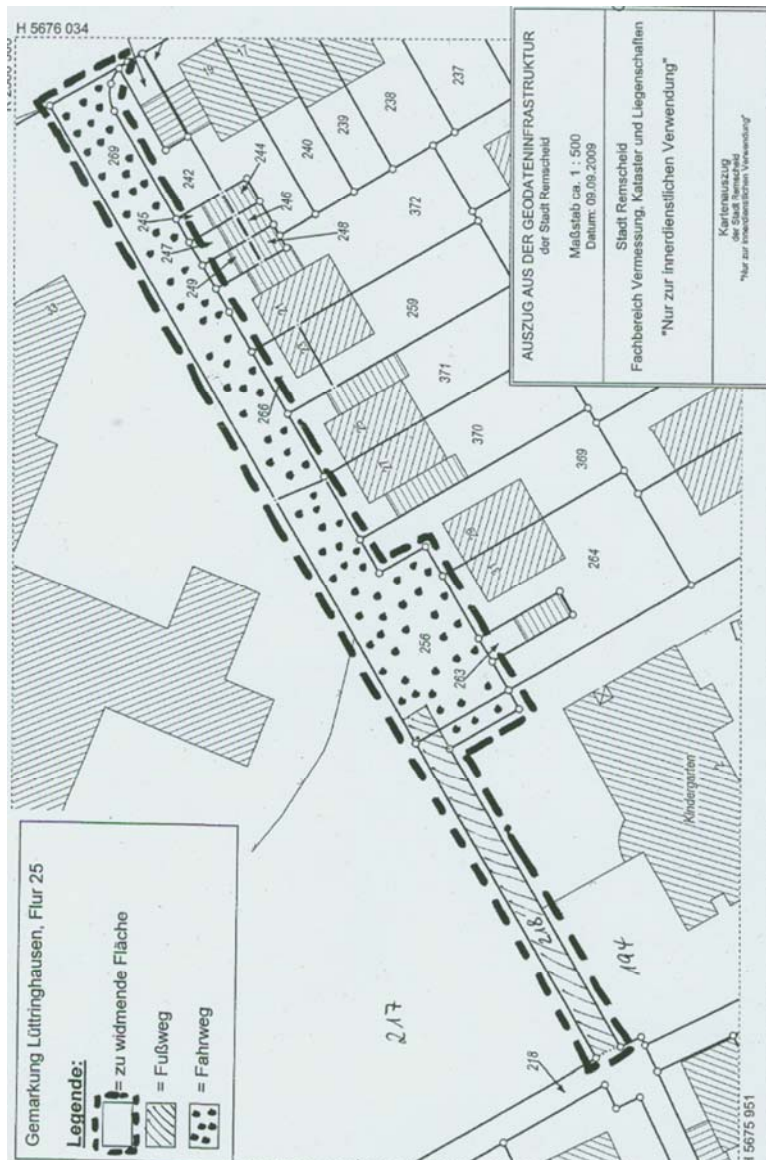 H 5676 034
AUSZUG AUS DER GEODATENINFRASTRUKTUR
der Stadt Remscheid
Maßstab ca. 1 : 500
Datum: 09.09.2009
Stadt Remscheid
Fachbereich Vermessung, Kataster und Liegenschaften
"Nur zur innerdienstlichen Verwendung"
Kartenauszug
der Stadt Remscheid
"Nur zur innerdienstlichen Verwendung"
269
242
245
244
247
246
249
248
240
239
238
237
17
372
259
266
371
370
369
264
256
263
Kindergarten
218
194
217
218
H 5675 951
Gemarkung Lüttringhausen, Flur 25
Legende:
= zu widmende Fläche
= Fußweg
= Fahrweg